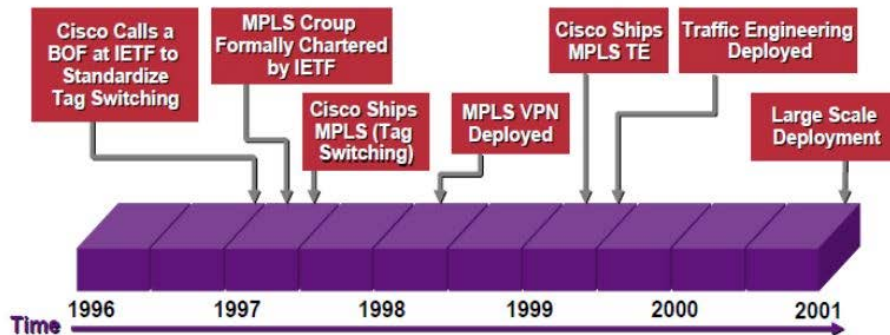 Cisco Calls a
BOF at IETF to
Standardize
Tag Switching
MPLS Croup
Formally Chartered
by IETF
Cisco Ships
MPLS (Tag
Switching)
MPLS VPN
Deployed
Cisco Ships
MPLS TE
Traffic Engineering
Deployed
Large Scale
Deployment
1996
1997
1998
1999
2000
2001
Time